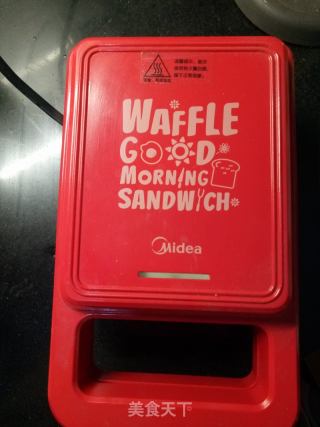 WAFFLE
GOOD
MORNING
SANDWICH
Midea
美食天下